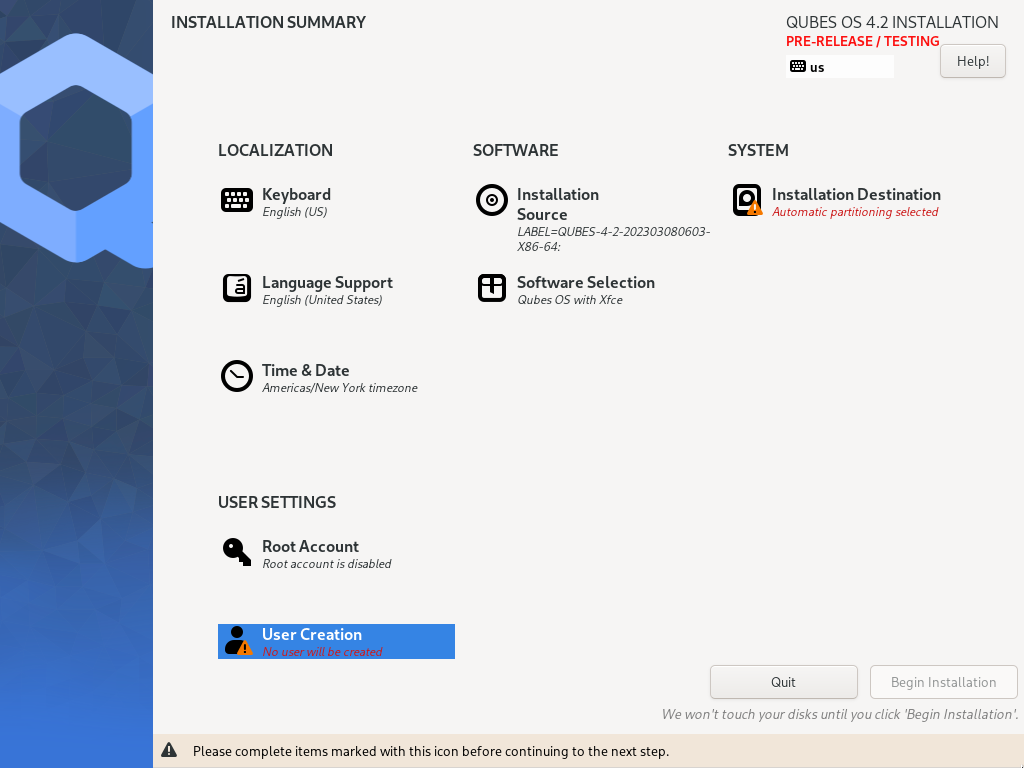 INSTALLATION SUMMARY
QUBES OS 4.2 INSTALLATION
PRE-RELEASE / TESTING
us
Help!
LOCALIZATION
Keyboard
English (US)
Language Support
English (United States)
Time & Date
Americas/New York timezone
SOFTWARE
Installation
Source
LABEL=QUBES-4-2-202303080603-
X86-64:
Software Selection
Qubes OS with Xfce
SYSTEM
Installation Destination
Automatic partitioning selected
USER SETTINGS
Root Account
Root account is disabled
User Creation
No user will be created
Quit
Begin Installation
We won't touch your disks until you click 'Begin Installation'.
Please complete items marked with this icon before continuing to the next step.